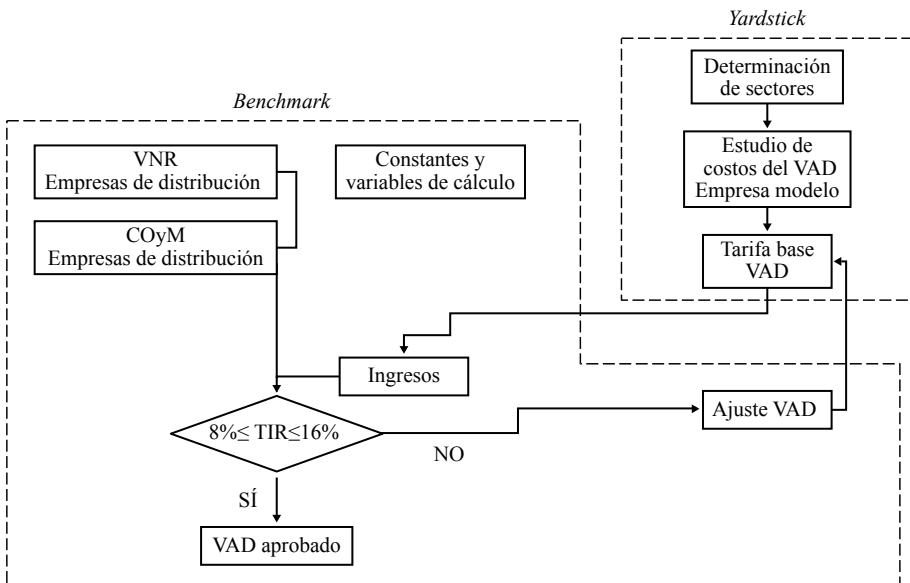 Yardstick
Determinación
de sectores
Estudio de
costos del VAD
Empresa modelo
Tarifa base
VAD
Benchmark
VNR
Empresas de distribución
Constantes y
variables de cálculo
COyM
Empresas de distribución
Ingresos
8%≤ TIR≤16%
NO
Ajuste VAD
SÍ
VAD aprobado